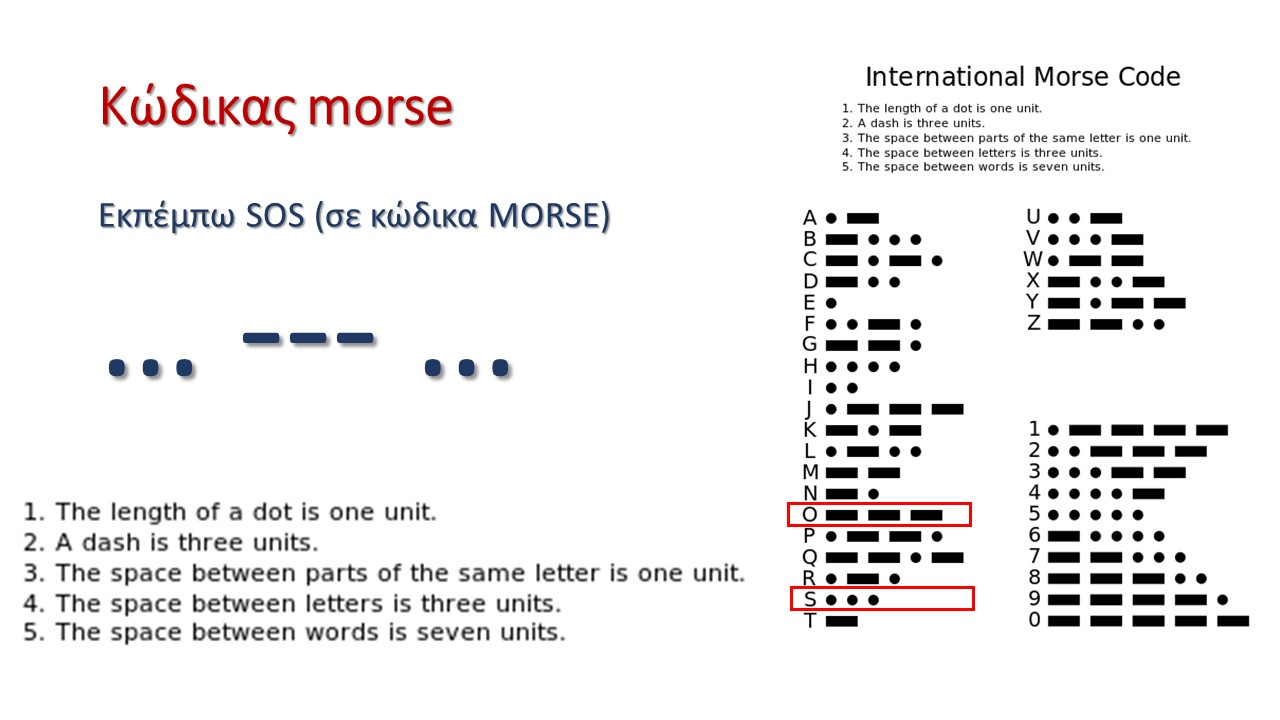 Κώδικας morse
Εκπέμπω SOS (σε κώδικα MORSE)
... --- ...
1. The length of a dot is one unit.
2. A dash is three units.
3. The space between parts of the same letter is one unit.
4. The space between letters is three units.
5. The space between words is seven units.
International Morse Code
1. The length of a dot is one unit.
2. A dash is three units.
3. The space between parts of the same letter is one unit.
4. The space between letters is three units.
5. The space between words is seven units.
A
B
C
D
E
F
G
H
I
J
K
L
M
N
O
P
Q
R
S
T
U
V
W
X
Y
Z
1
2
3
4
5
6
7
8
9
0